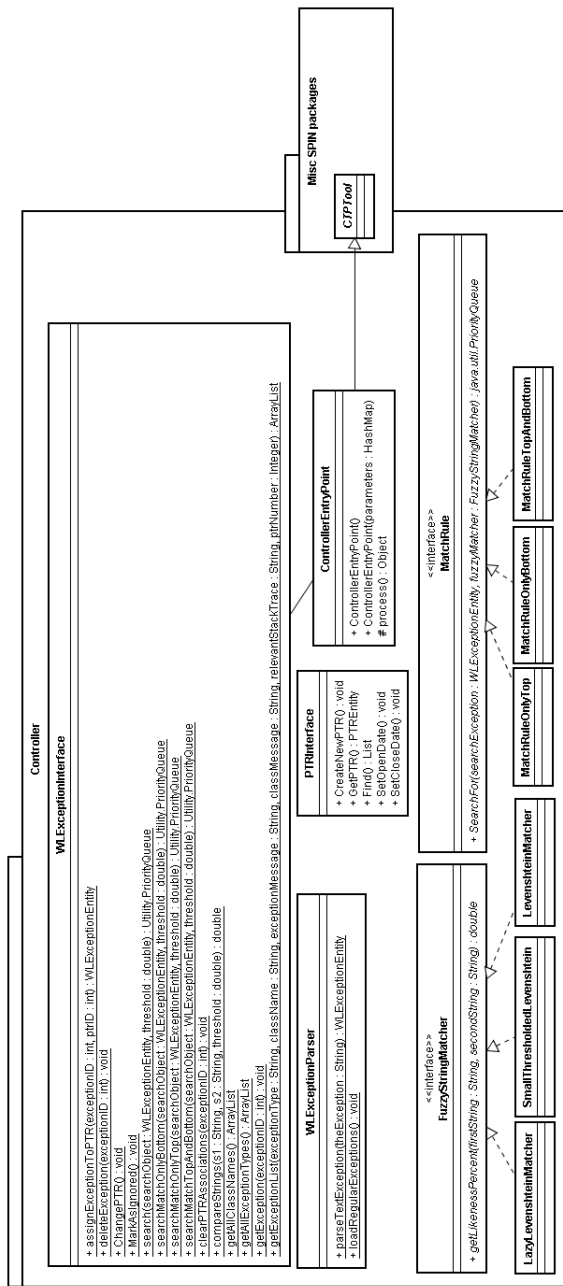 Controller
WLExceptionInterface
+ assignExceptionToPTR(exceptionID : int, ptrID : int) : WLExceptionEntity
+ deleteException(exceptionID : int) : void
+ ChangePTR() : void
+ MarkAsIgnored() : void
+ search(searchObject : WLExceptionEntity, threshold : double) : Utility.PriorityQueue
+ searchMatchOnlyBottom(searchObject : WLExceptionEntity, threshold : double) : Utility.PriorityQueue
+ searchMatchOnlyTop(searchObject : WLExceptionEntity, threshold : double) : Utility.PriorityQueue
+ searchMatchTopAndBottom(searchObject : WLExceptionEntity, threshold : double) : Utility.PriorityQueue
+ clearPTRAssociations(exceptionID : int) : void
+ compareStrings(s1 : String, s2 : String, threshold : double) : double
+ getAllClassNames() : ArrayList
+ getAllExceptionTypes() : ArrayList
+ getException(exceptionID : int) : void
+ getExceptionList(exceptionType : String, className : String, exceptionMessage : String, classMessage : String, relevantStackTrace : String, ptrNumber : Integer) : ArrayList
WLExceptionParser
+ parseTextException(theException : String) : WLExceptionEntity
+ loadRegularExceptions() : void
PTRInterface
+ CreateNewPTR() : void
+ GetPTR() : PTREntity
+ Find() : List
+ SetOpenDate() : void
+ SetCloseDate() : void
ControllerEntryPoint
+ ControllerEntryPoint()
+ ControllerEntryPoint(parameters : HashMap)
# process() : Object
Misc SPIN packages
CTPTool
<<interface>>
FuzzyStringMatcher
+ getLikenessPercent(firstString : String, secondString : String) : double
<<interface>>
MatchRule
+ SearchFor(searchException : WLExceptionEntity, fuzzyMatcher : FuzzyStringMatcher) : java.util.PriorityQueue
LazyLevenshteinMatcher
SmallThresholdedLevenshtein
LevenshteinMatcher
MatchRuleOnlyTop
MatchRuleOnlyBottom
MatchRuleTopAndBottom